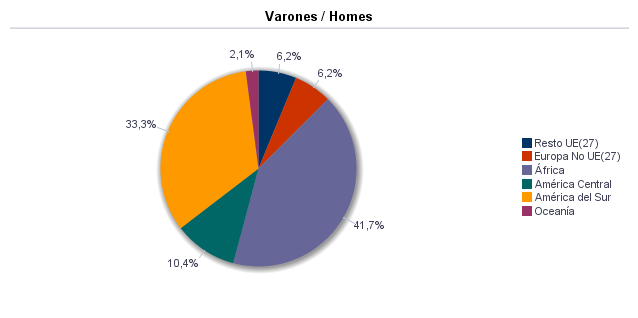 Varones / Homes
2,1%
6,2%
6,2%
33,3%
41,7%
10,4%
Resto UE(27)
Europa No UE(27)
África
América Central
América del Sur
Oceanía